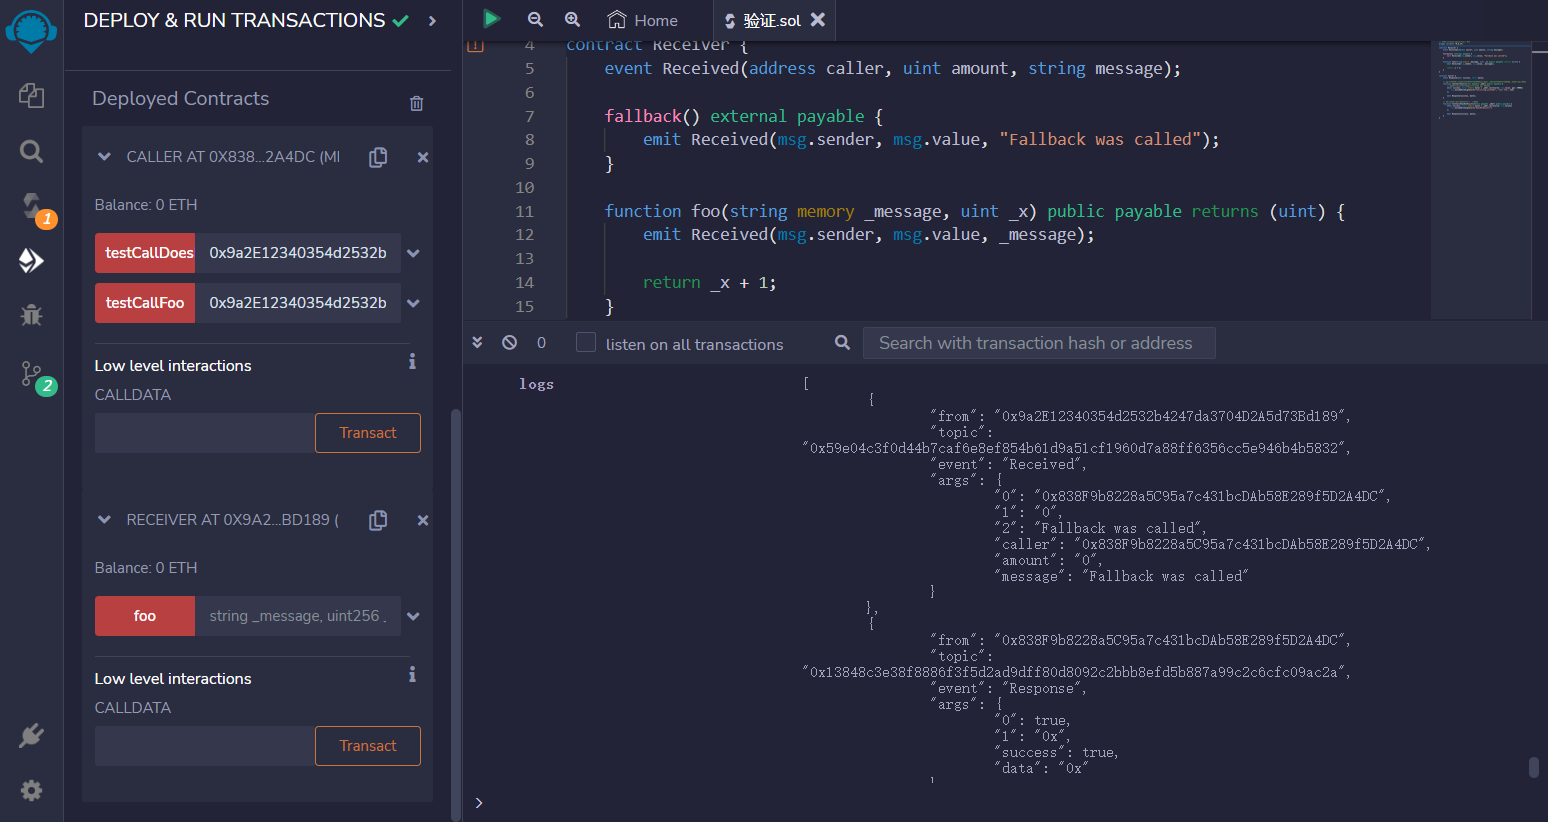 DEPLOY & RUN TRANSACTIONS
Deployed Contracts
CALLER AT 0X838...2A4DC (MI
Balance: 0 ETH
testCallDoes 0x9a2E12340354d2532b
testCallFoo 0x9a2E12340354d2532b
Low level interactions
CALLDATA
Transact
RECEIVER AT 0X9A2...BD189 (
Balance: 0 ETH
foo string _message, uint256 _
Low level interactions
CALLDATA
Transact
1
2
Home
验证.sol
4 contract Receiver {
5 event Received(address caller, uint amount, string message);
6
7 fallback() external payable {
8 emit Received(msg.sender, msg.value, "Fallback was called");
9 }
10
11 function foo(string memory _message, uint _x) public payable returns (uint) {
12 emit Received(msg.sender, msg.value, _message);
13
14 return _x + 1;
15 }
0 listen on all transactions Search with transaction hash or address
logs [
{
"from": "0x9a2E12340354d2532b4247da3704D2A5d73Bd189",
"topic":
"0x59e04c3f0d44b7caf6e8ef854b61d9a51cf1960d7a88ff6356cc5e946b4b5832",
"event": "Received",
"args": {
"0": "0x838F9b8228a5C95a7c431bcDAb58E289f5D2A4DC",
"1": "0",
"2": "Fallback was called",
"caller": "0x838F9b8228a5C95a7c431bcDAb58E289f5D2A4DC",
"amount": "0",
"message": "Fallback was called"
}
},
{
"from": "0x838F9b8228a5C95a7c431bcDAb58E289f5D2A4DC",
"topic":
"0x13848c3e38f8886f3f5d2ad9dff80d8092c2bbb8efd5b887a99c2c6cfc09ac2a",
"event": "Response",
"args": {
"0": true,
"1": "0x",
"success": true,
"data": "0x"
>